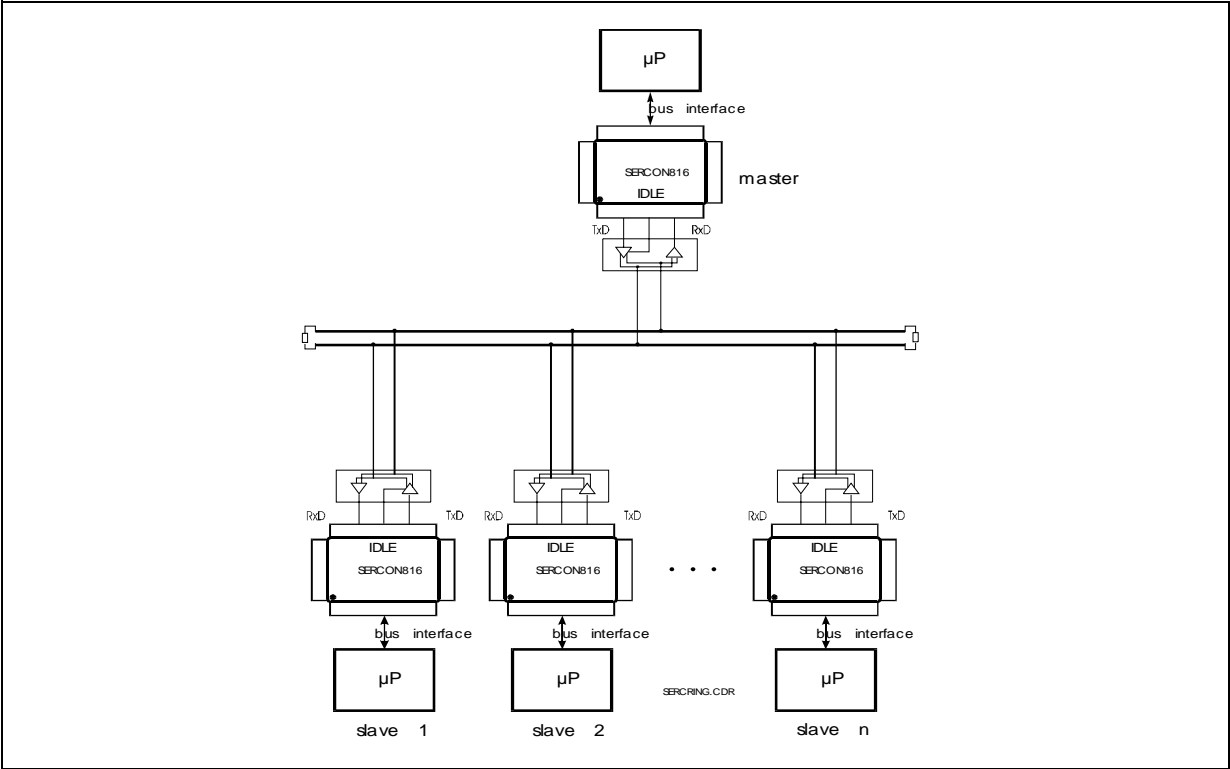 µP
bus interface
SERCON816
IDLE
master
TxD RxD
RxD TxD RxD TxD RxD TxD
IDLE IDLE IDLE
SERCON816 SERCON816 . . . SERCON816
bus interface bus interface bus interface
µP µP µP
SERCRING.CDR
slave 1 slave 2 slave n